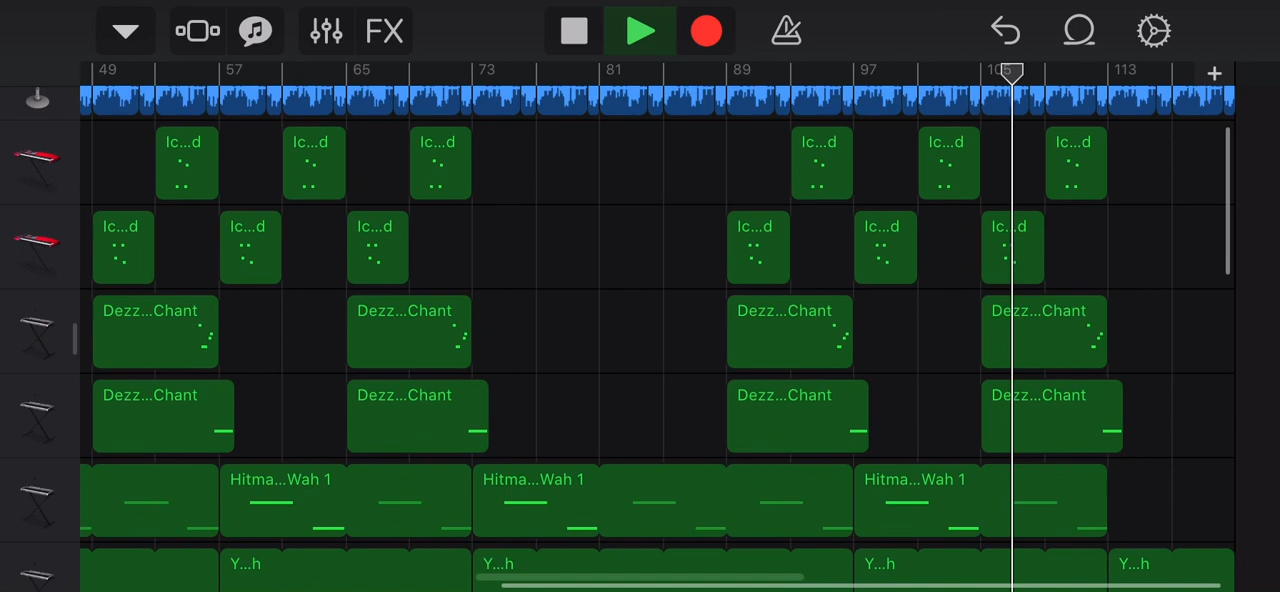 FX
49 57 65 73 81 89 97 105 113
Ic...d Ic...d Ic...d Ic...d Ic...d Ic...d
Ic...d Ic...d Ic...d Ic...d Ic...d Ic...d
Dezz...Chant Dezz...Chant Dezz...Chant Dezz...Chant
Dezz...Chant Dezz...Chant Dezz...Chant Dezz...Chant
Hitma...Wah 1 Hitma...Wah 1 Hitma...Wah 1
Y...h Y...h Y...h Y...h